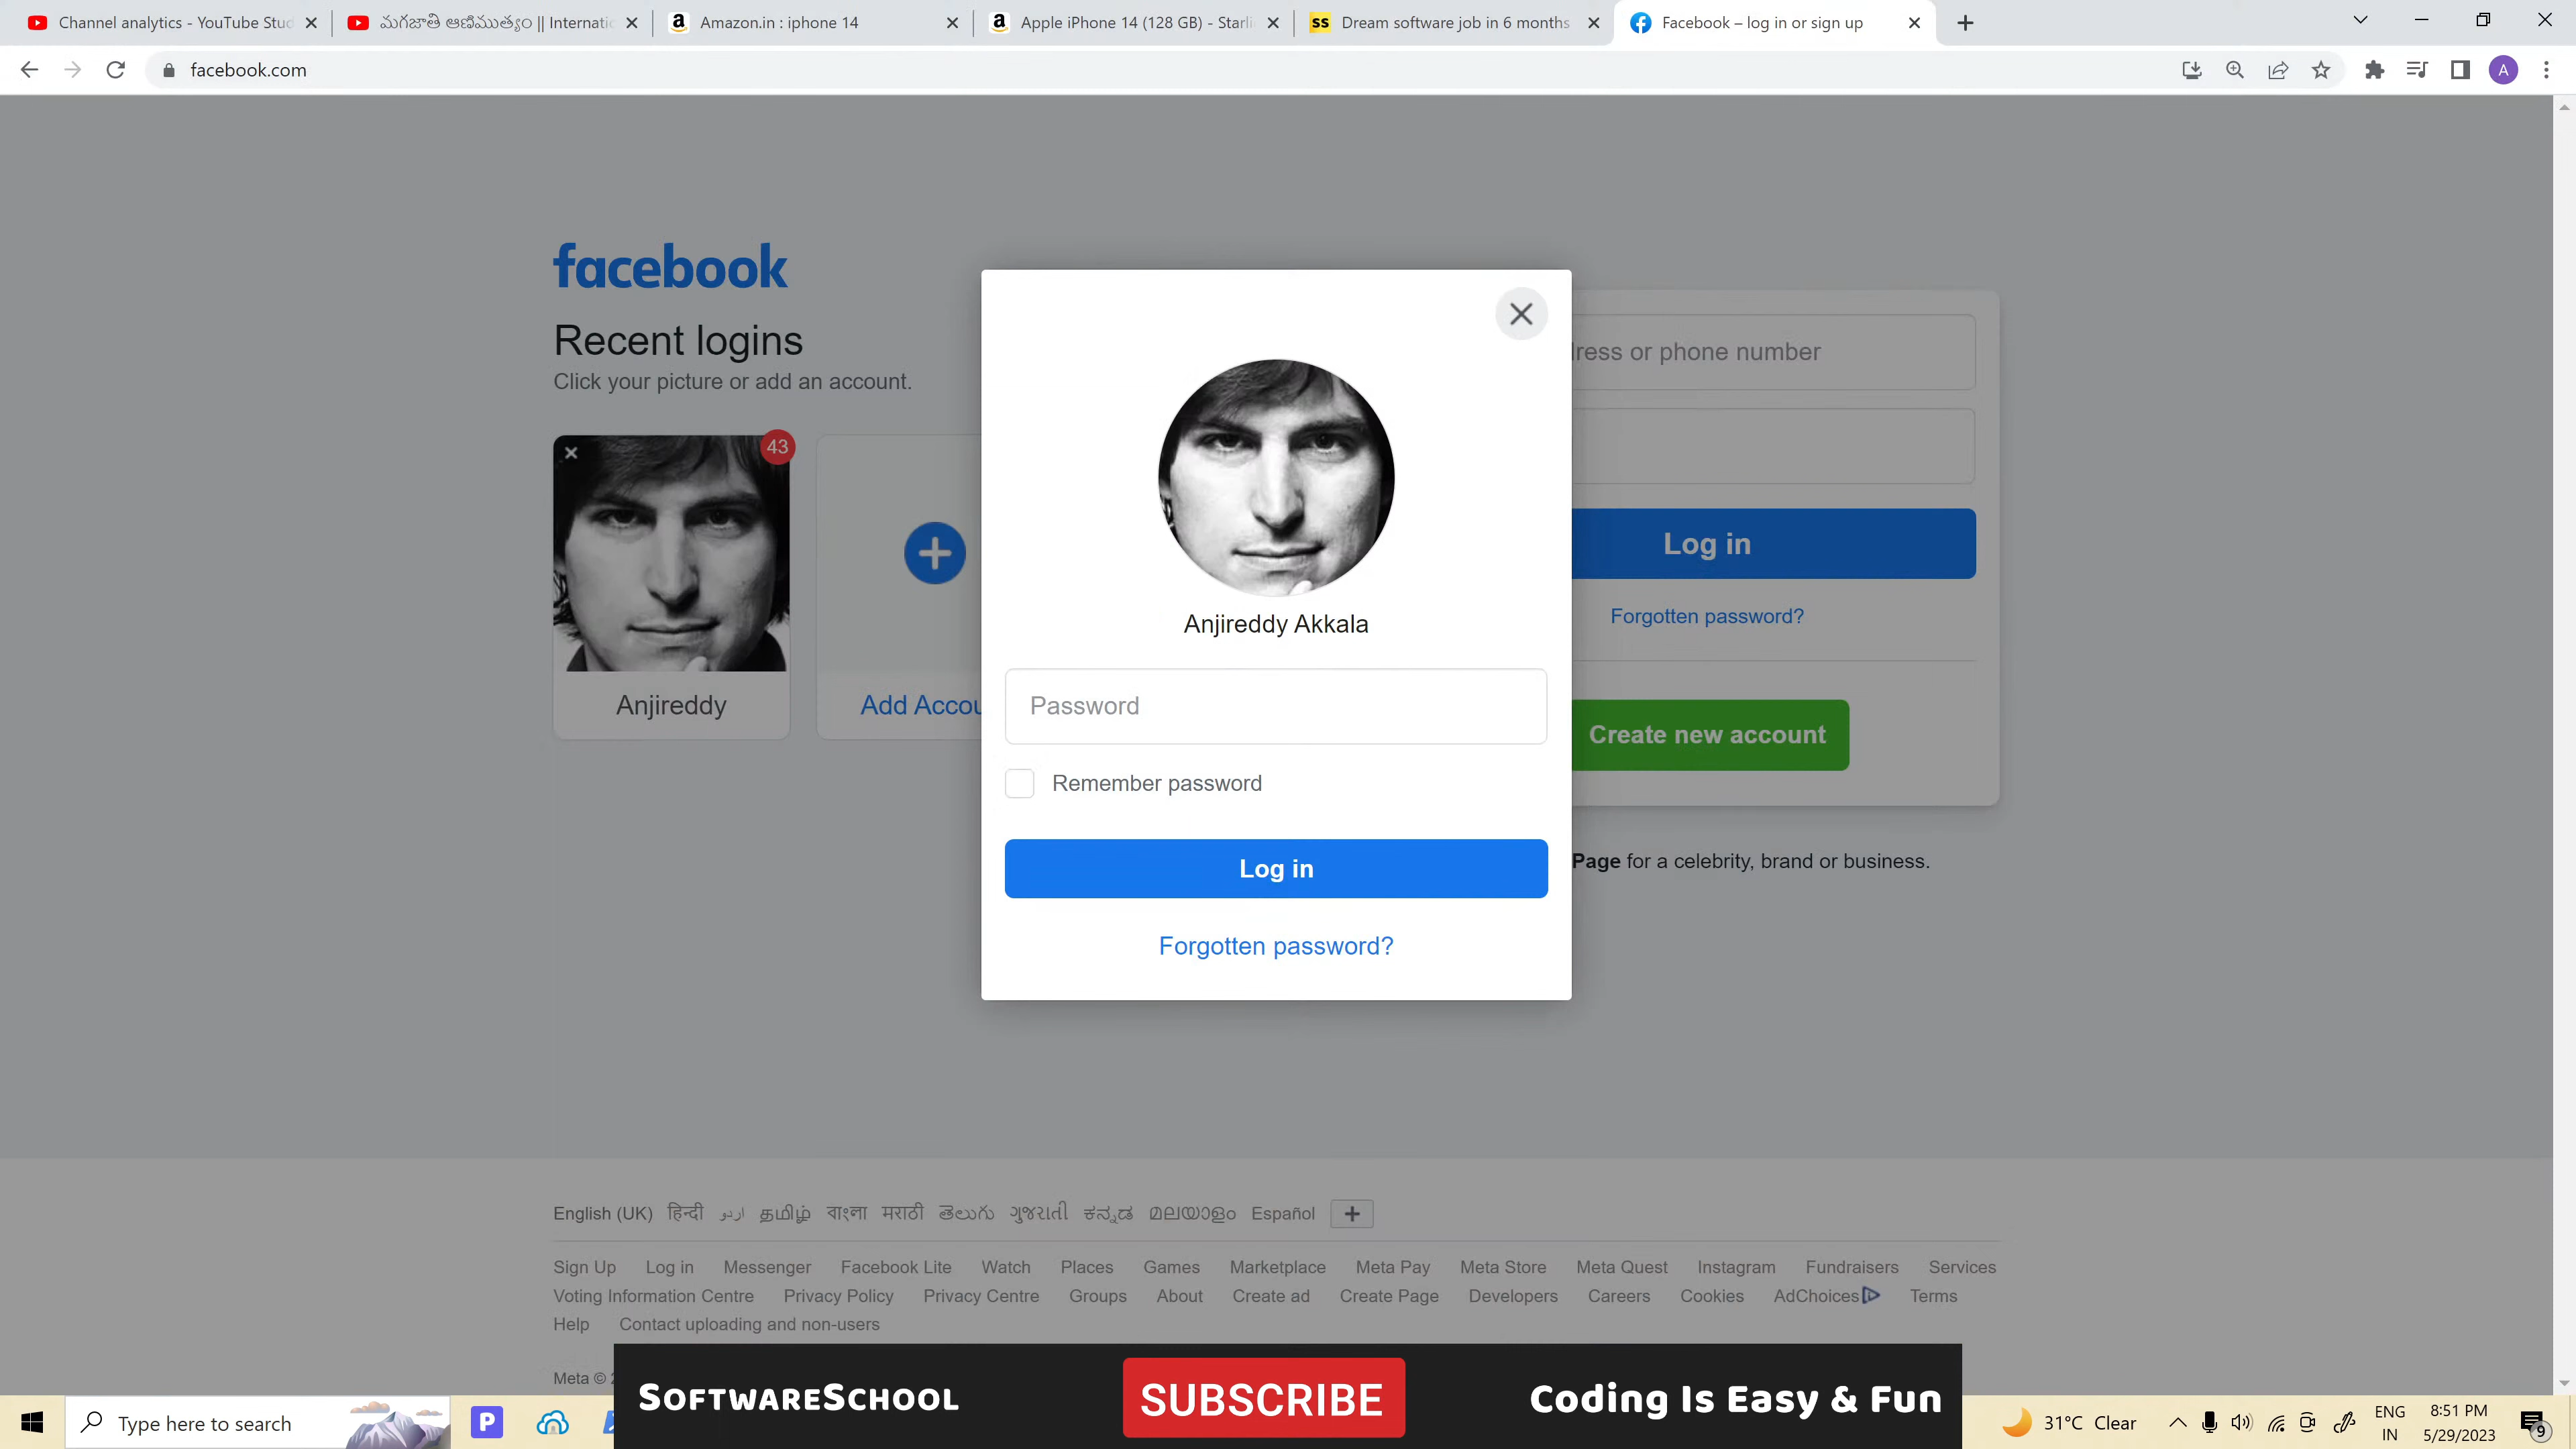 Channel analytics - YouTube Stud
మగజాతి ఆణిముత్యం || Internatio
Amazon.in : iphone 14
Apple iPhone 14 (128 GB) - Starli
ss
Dream software job in 6 months
Facebook – log in or sign up
facebook.com
A
facebook
Recent logins
Click your picture or add an account.
43
Anjireddy
Add Accou
Anjireddy Akkala
Password
Remember password
Log in
Forgotten password?
dress or phone number
Log in
Forgotten password?
Create new account
Page for a celebrity, brand or business.
English (UK) हिन्दी اردو தமிழ் বাংলা मराठी తెలుగు ગુજરાતી ಕನ್ನಡ മലയാളം Español
Sign Up Log in Messenger Facebook Lite Watch Places Games Marketplace Meta Pay Meta Store Meta Quest Instagram Fundraisers Services
Voting Information Centre Privacy Policy Privacy Centre Groups About Create ad Create Page Developers Careers Cookies AdChoices Terms
Help Contact uploading and non-users
Meta ©
SOFTWARESCHOOL
SUBSCRIBE
Coding Is Easy & Fun
Type here to search
P
31°C Clear
ENG
IN
8:51 PM
5/29/2023
9